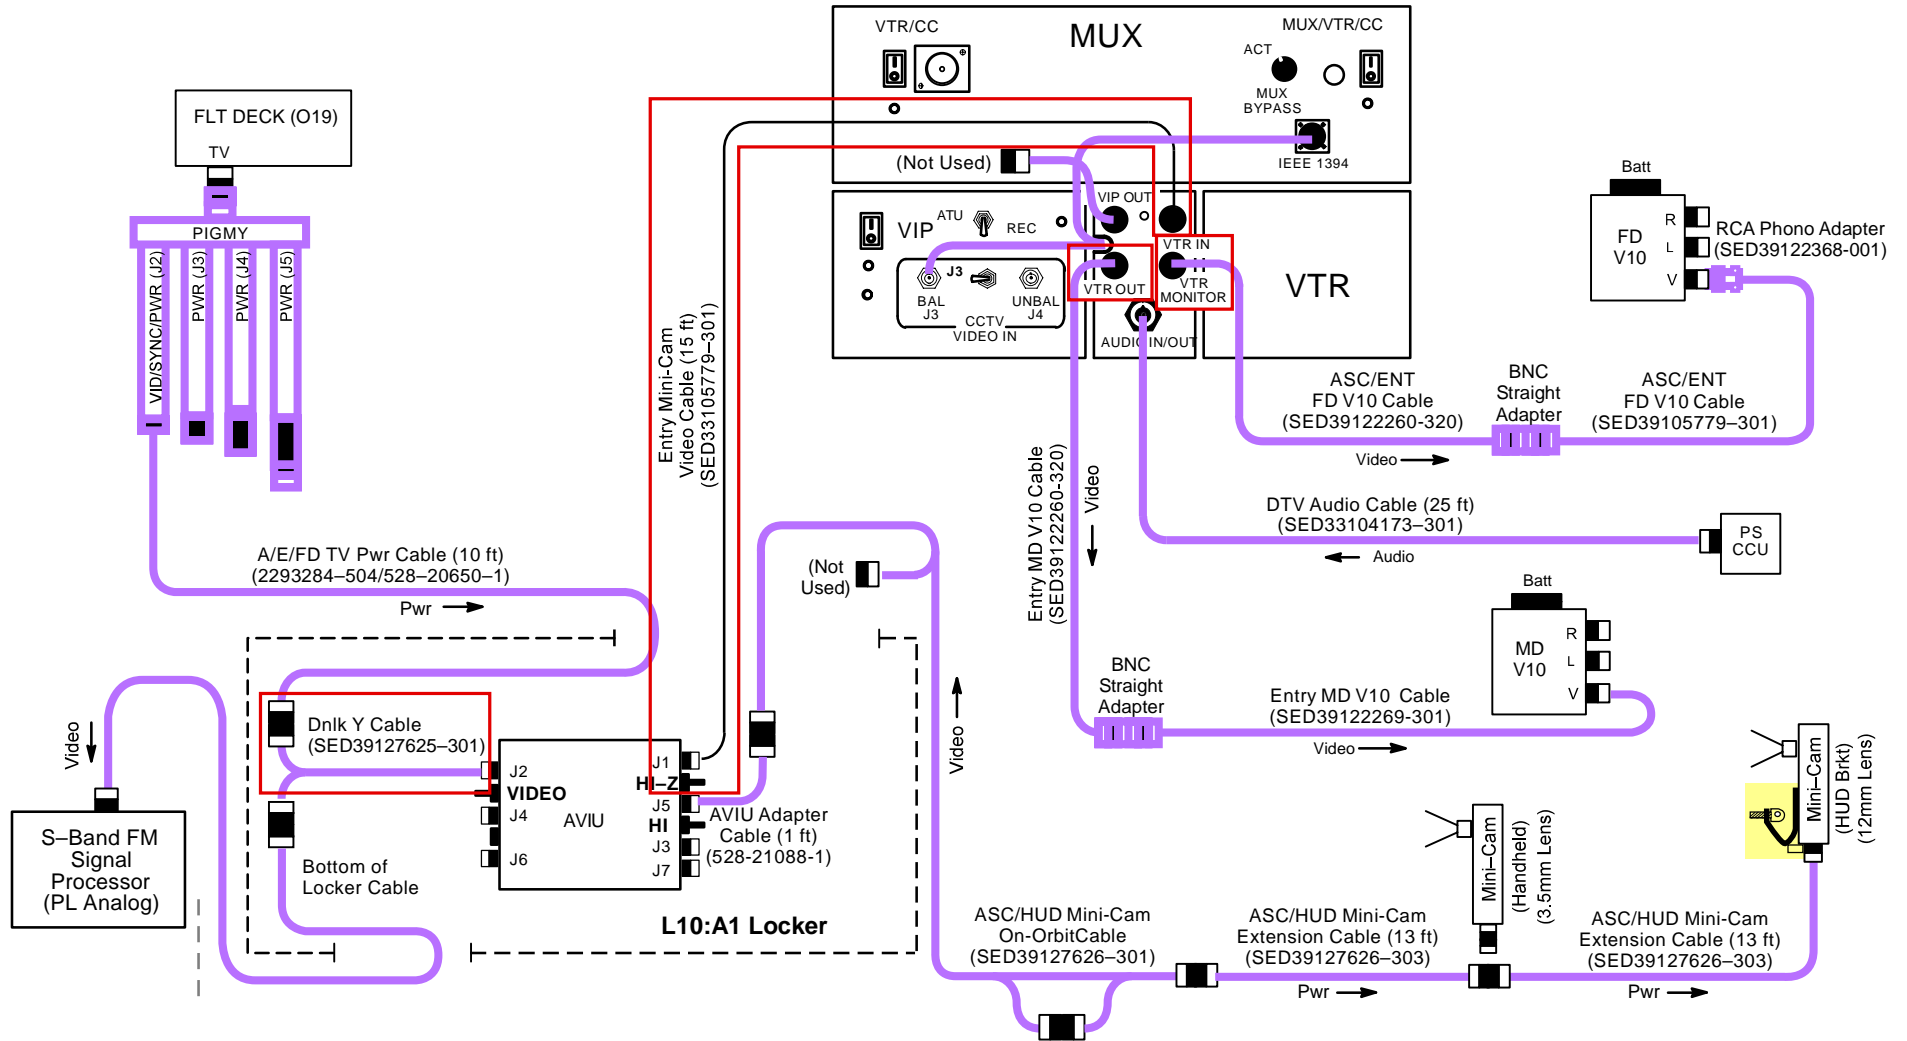 VTR/CC
MUX
MUX/VTR/CC
ACT
MUX
BYPASS
IEEE 1394
(Not Used)
FLT DECK (O19)
TV
PIGMY
VID/SYNC/PWR (J2)
PWR (J3)
PWR (J4)
PWR (J5)
VIP
ATU
REC
J3
BAL
J3
UNBAL
J4
CCTV
VIDEO IN
VIP OUT
VTR IN
VTR OUT
VTR
MONITOR
AUDIO IN/OUT
VTR
Batt
FD
V10
R
L
V
RCA Phono Adapter
(SED39122368-001)
Entry Mini-Cam
Video Cable (15 ft)
(SED33105779–301)
ASC/ENT
FD V10 Cable
(SED39122260-320)
Video
BNC
Straight
Adapter
ASC/ENT
FD V10 Cable
(SED39105779–301)
Entry MD V10 Cable
(SED39122260-320)
Video
DTV Audio Cable (25 ft)
(SED33104173–301)
Audio
PS
CCU
A/E/FD TV Pwr Cable (10 ft)
(2293284–504/528–20650–1)
Pwr
(Not
Used)
Batt
MD
V10
R
L
V
BNC
Straight
Adapter
Entry MD V10 Cable
(SED39122269-301)
Video
Video
Dnlk Y Cable
(SED39127625–301)
Video
J2
VIDEO
J4
J6
AVIU
J1
HI–Z
J5
HI
J3
J7
AVIU Adapter
Cable (1 ft)
(528-21088-1)
S–Band FM
Signal
Processor
(PL Analog)
Bottom of
Locker Cable
L10:A1 Locker
ASC/HUD Mini-Cam
On-OrbitCable
(SED39127626–301)
ASC/HUD Mini-Cam
Extension Cable (13 ft)
(SED39127626–303)
Pwr
Mini–Cam
(Handheld)
(3.5mm Lens)
ASC/HUD Mini-Cam
Extension Cable (13 ft)
(SED39127626–303)
Pwr
Mini–Cam
(HUD Brkt)
(12mm Lens)